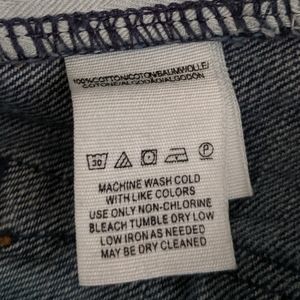 100%COTTON/COTON/BAUMWOLLE/
COTONE/ALGODÃO/ALGODON
30 P
MACHINE WASH COLD
WITH LIKE COLORS
USE ONLY NON-CHLORINE
BLEACH TUMBLE DRY LOW
LOW IRON AS NEEDED
MAY BE DRY CLEANED